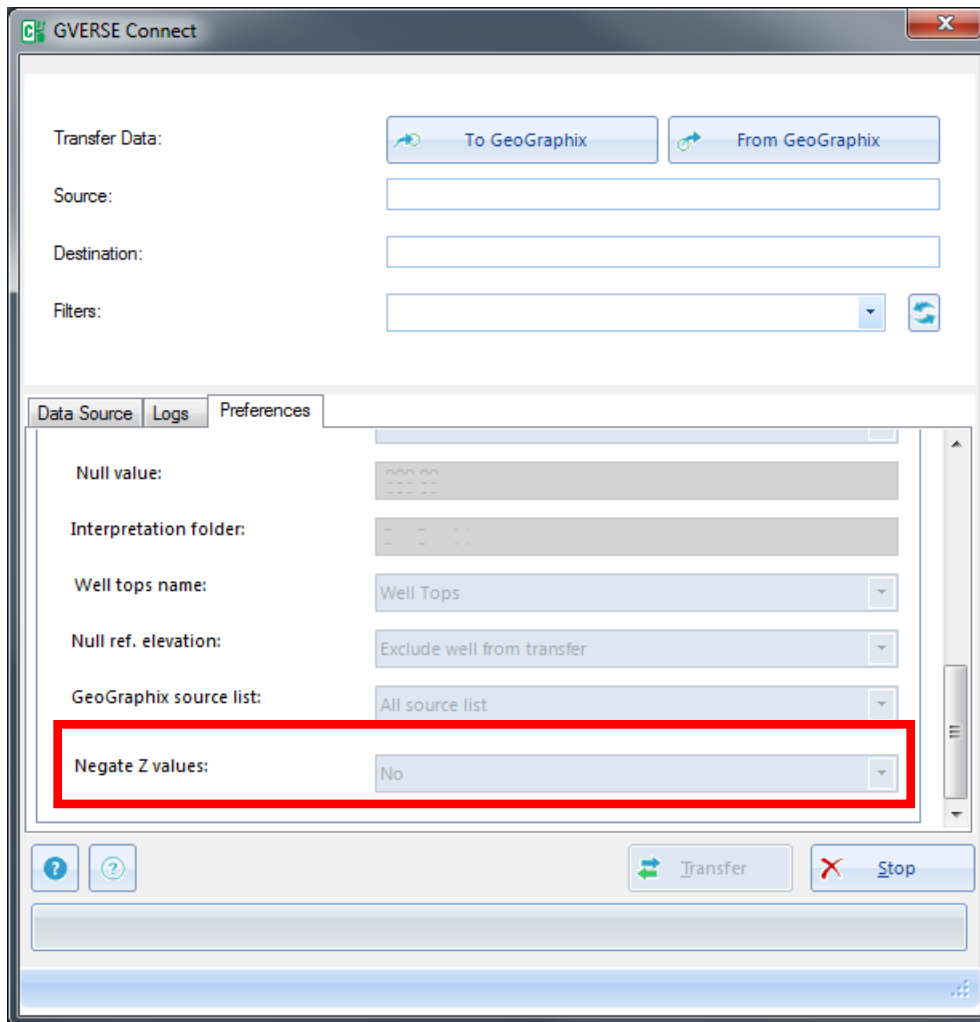 GVERSE Connect
Transfer Data:
To GeoGraphix
From GeoGraphix
Source:
Destination:
Filters:
Data Source
Logs
Preferences
Null value:
Interpretation folder:
Well tops name:
Well Tops
Null ref. elevation:
Exclude well from transfer
GeoGraphix source list:
All source list
Negate Z values:
No
Transfer
Stop